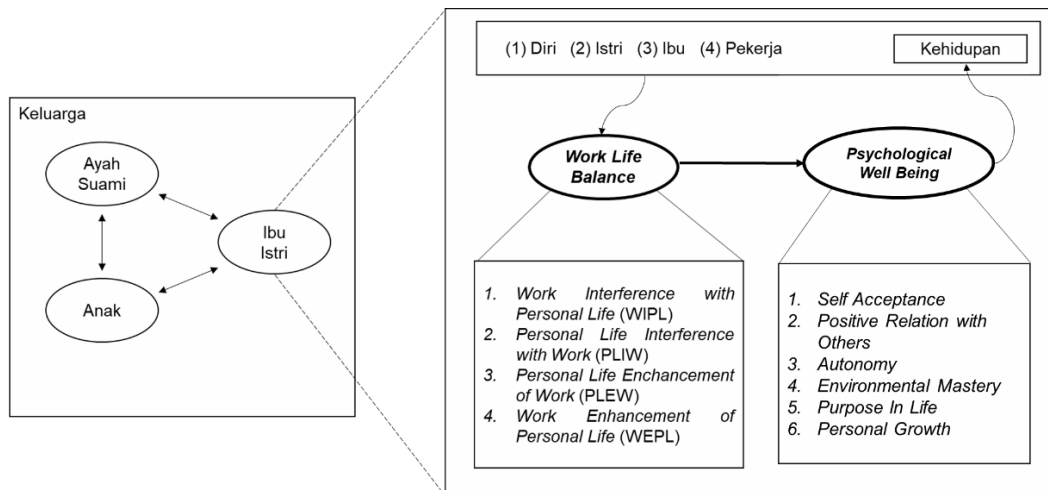 Keluarga
Ayah
Suami
Ibu
Istri
Anak
(1) Diri (2) Istri (3) Ibu (4) Pekerja
Kehidupan
Work Life
Balance
Psychological
Well Being
1. Work Interference with
Personal Life (WIPL)
2. Personal Life Interference
with Work (PLIW)
3. Personal Life Enchancement
of Work (PLEW)
4. Work Enhancement of
Personal Life (WEPL)
1. Self Acceptance
2. Positive Relation with
Others
3. Autonomy
4. Environmental Mastery
5. Purpose In Life
6. Personal Growth